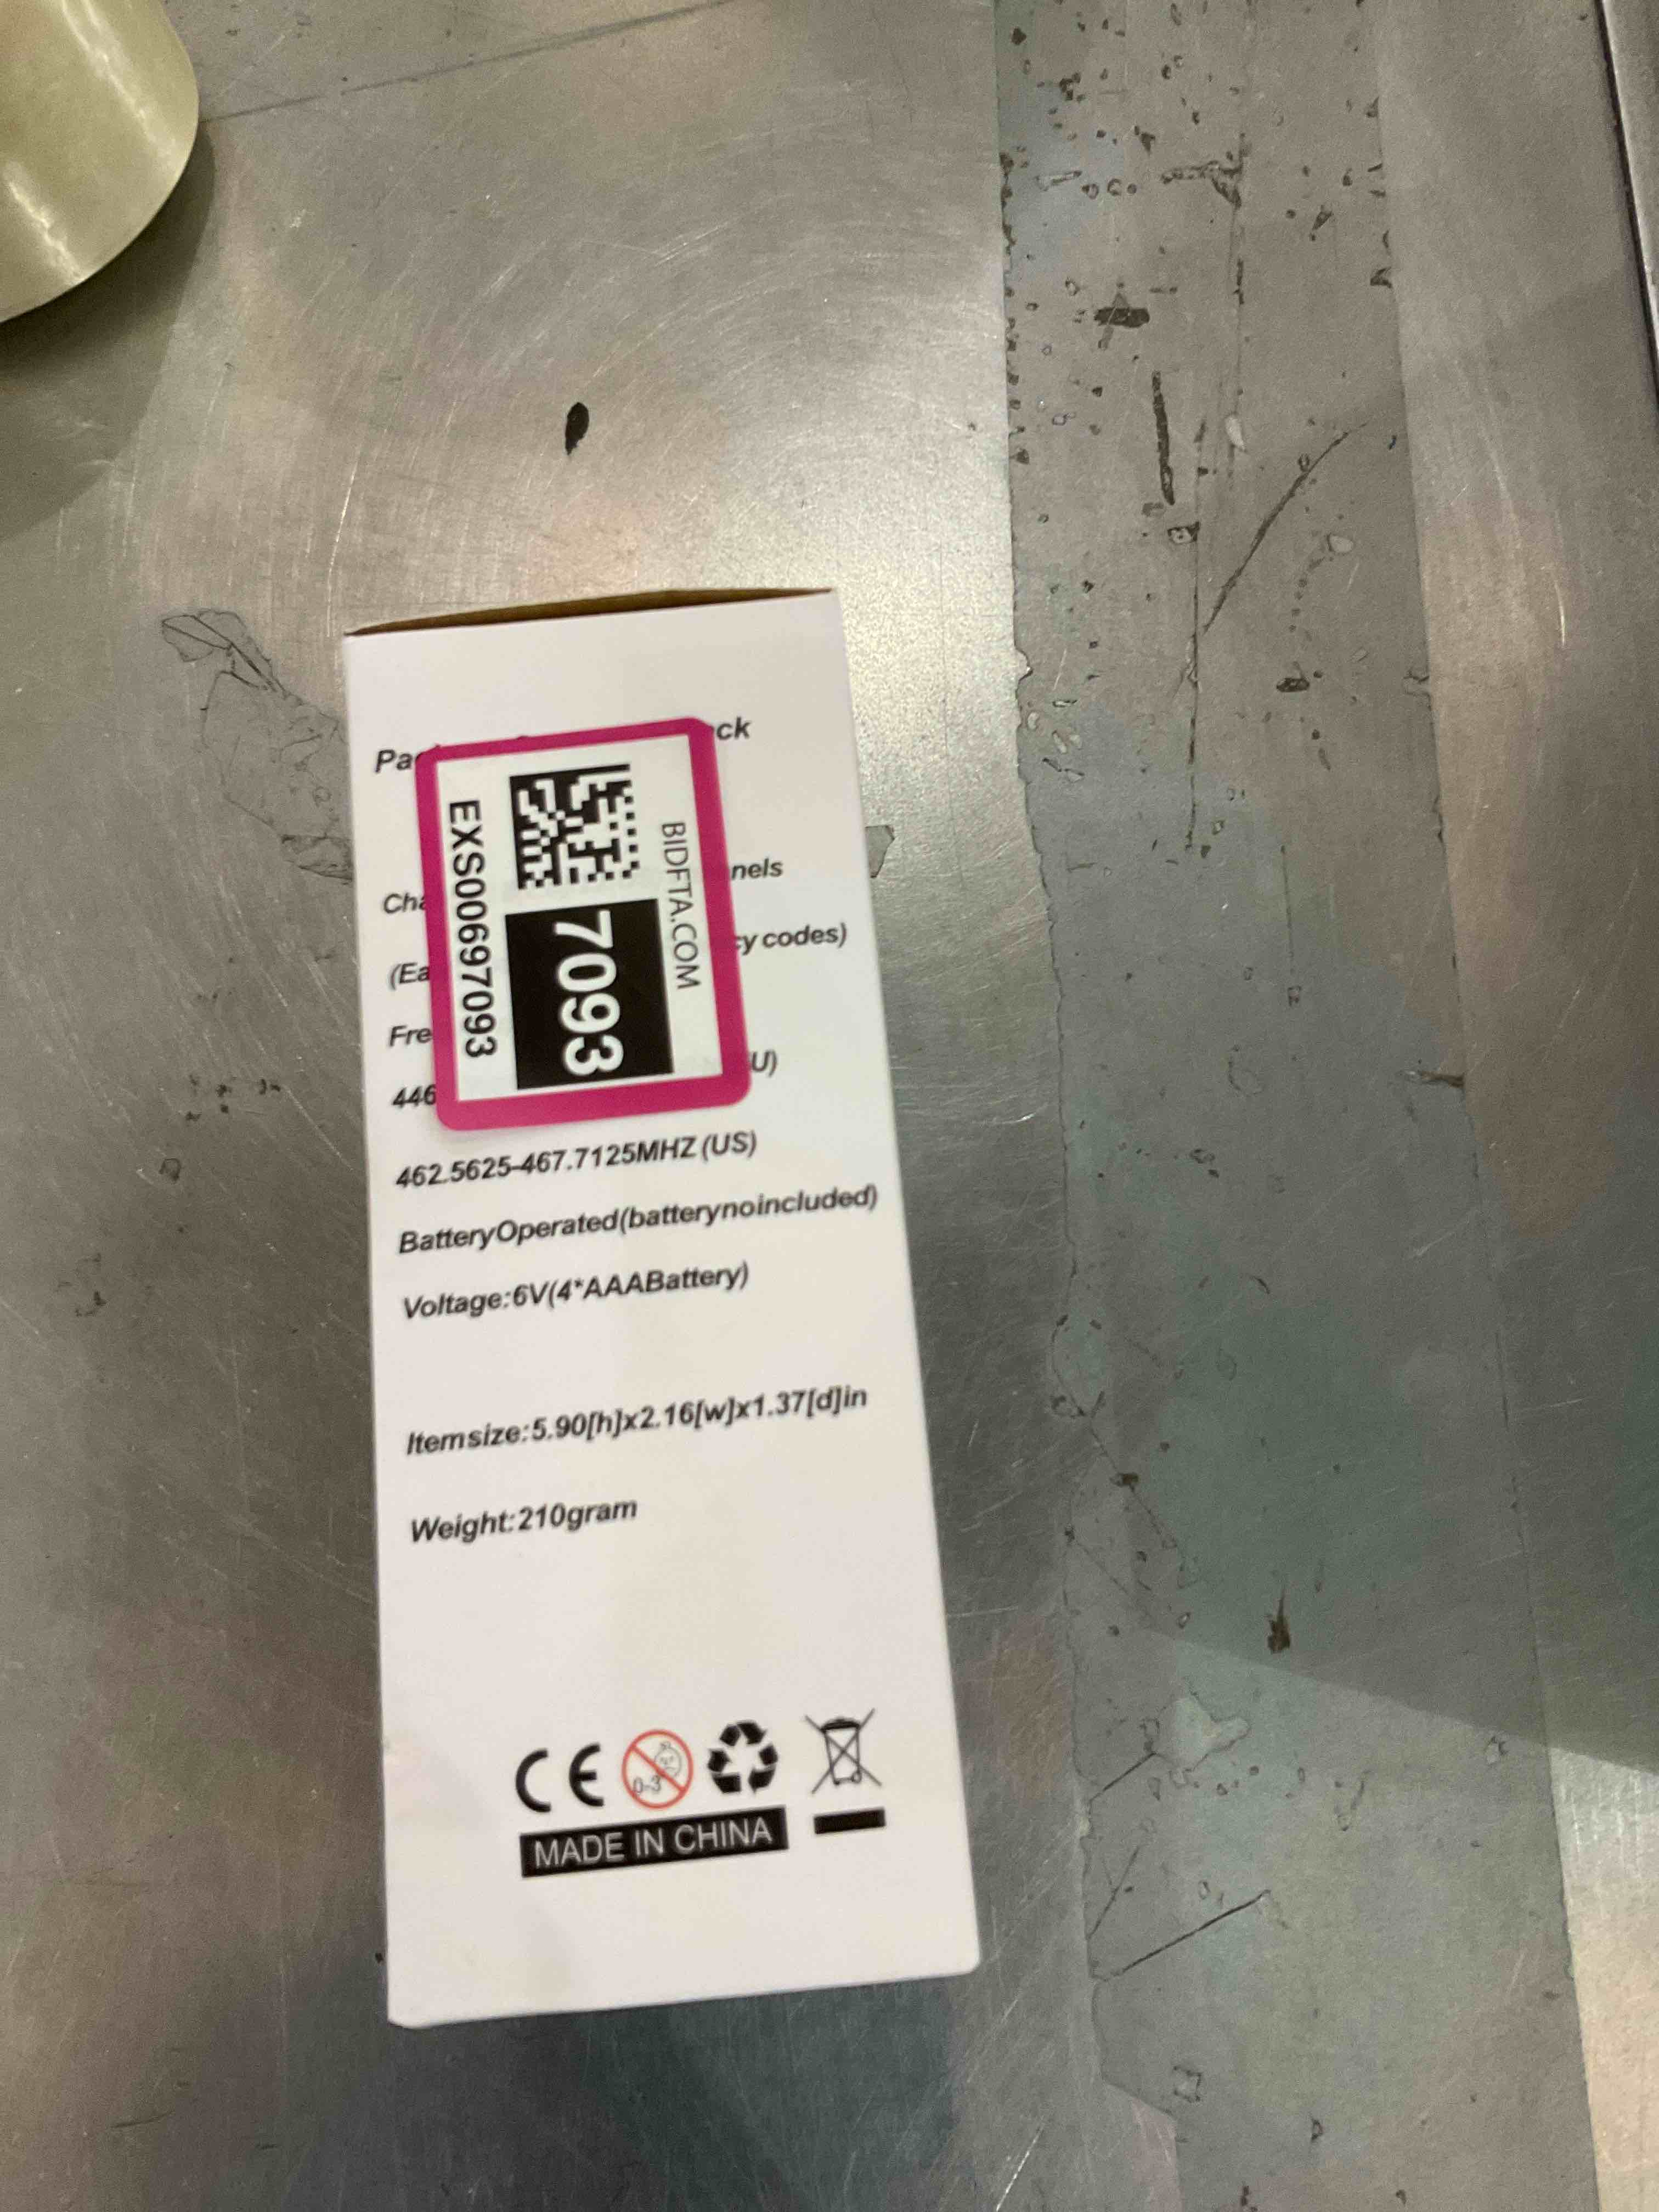 Pa
ck
Cha
nels
(Ea
cy codes)
Fre
446
U)
462.5625-467.7125MHZ (US)
BatteryOperated(batterynoincluded)
Voltage:6V(4*AAABattery)
Itemsize:5.90[h]x2.16[w]x1.37[d]in
Weight:210gram
CE
0-3
MADE IN CHINA
BIDFTA.COM
7093
EXS00697093